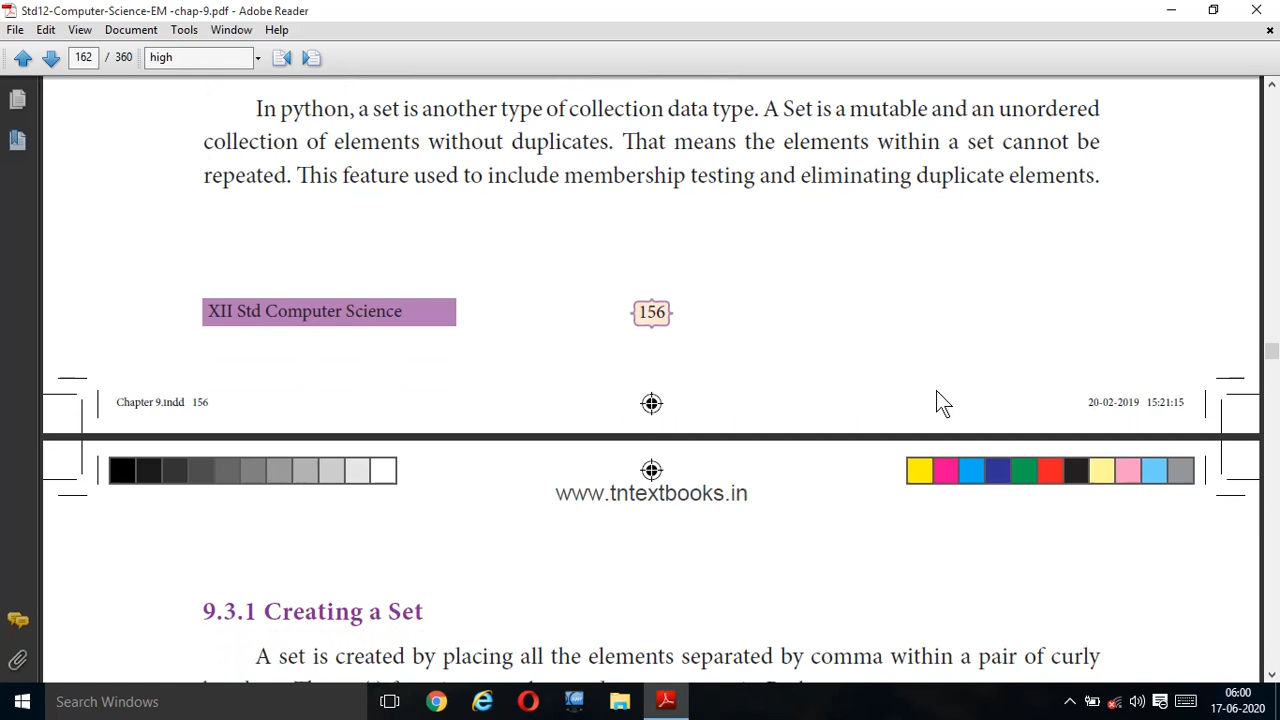 Std12-Computer-Science-EM -chap-9.pdf - Adobe Reader
File Edit View Document Tools Window Help
162 / 360 high
In python, a set is another type of collection data type. A Set is a mutable and an unordered
collection of elements without duplicates. That means the elements within a set cannot be
repeated. This feature used to include membership testing and eliminating duplicate elements.
XII Std Computer Science
156
Chapter 9.indd 156
20-02-2019 15:21:15
www.tntextbooks.in
9.3.1 Creating a Set
A set is created by placing all the elements separated by comma within a pair of curly
Search Windows
06:00
17-06-2020